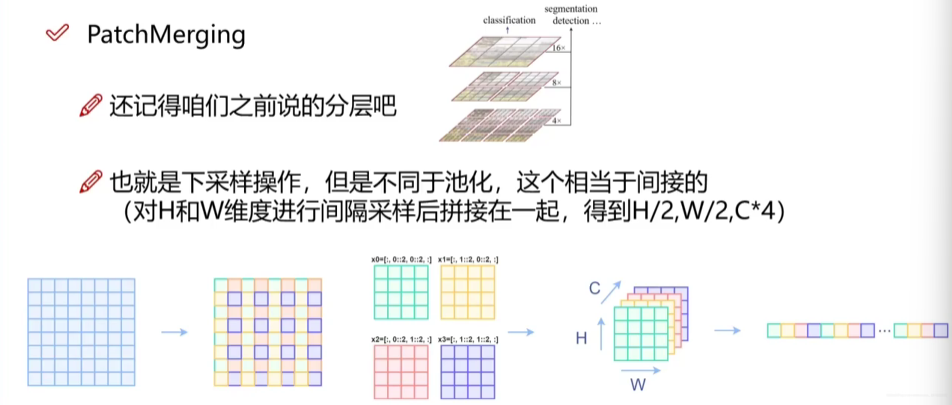 PatchMerging
classification
segmentation
detection ...
16×
8×
4×
还记得咱们之前说的分层吧
也就是下采样操作，但是不同于池化，这个相当于间接的
（对H和W维度进行间隔采样后拼接在一起，得到H/2,W/2,C*4）
x0=[:, 0::2, 0::2, :] x1=[:, 1::2, 0::2, :]
x2=[:, 0::2, 1::2, :] x3=[:, 1::2, 1::2, :]
C
H
W
...